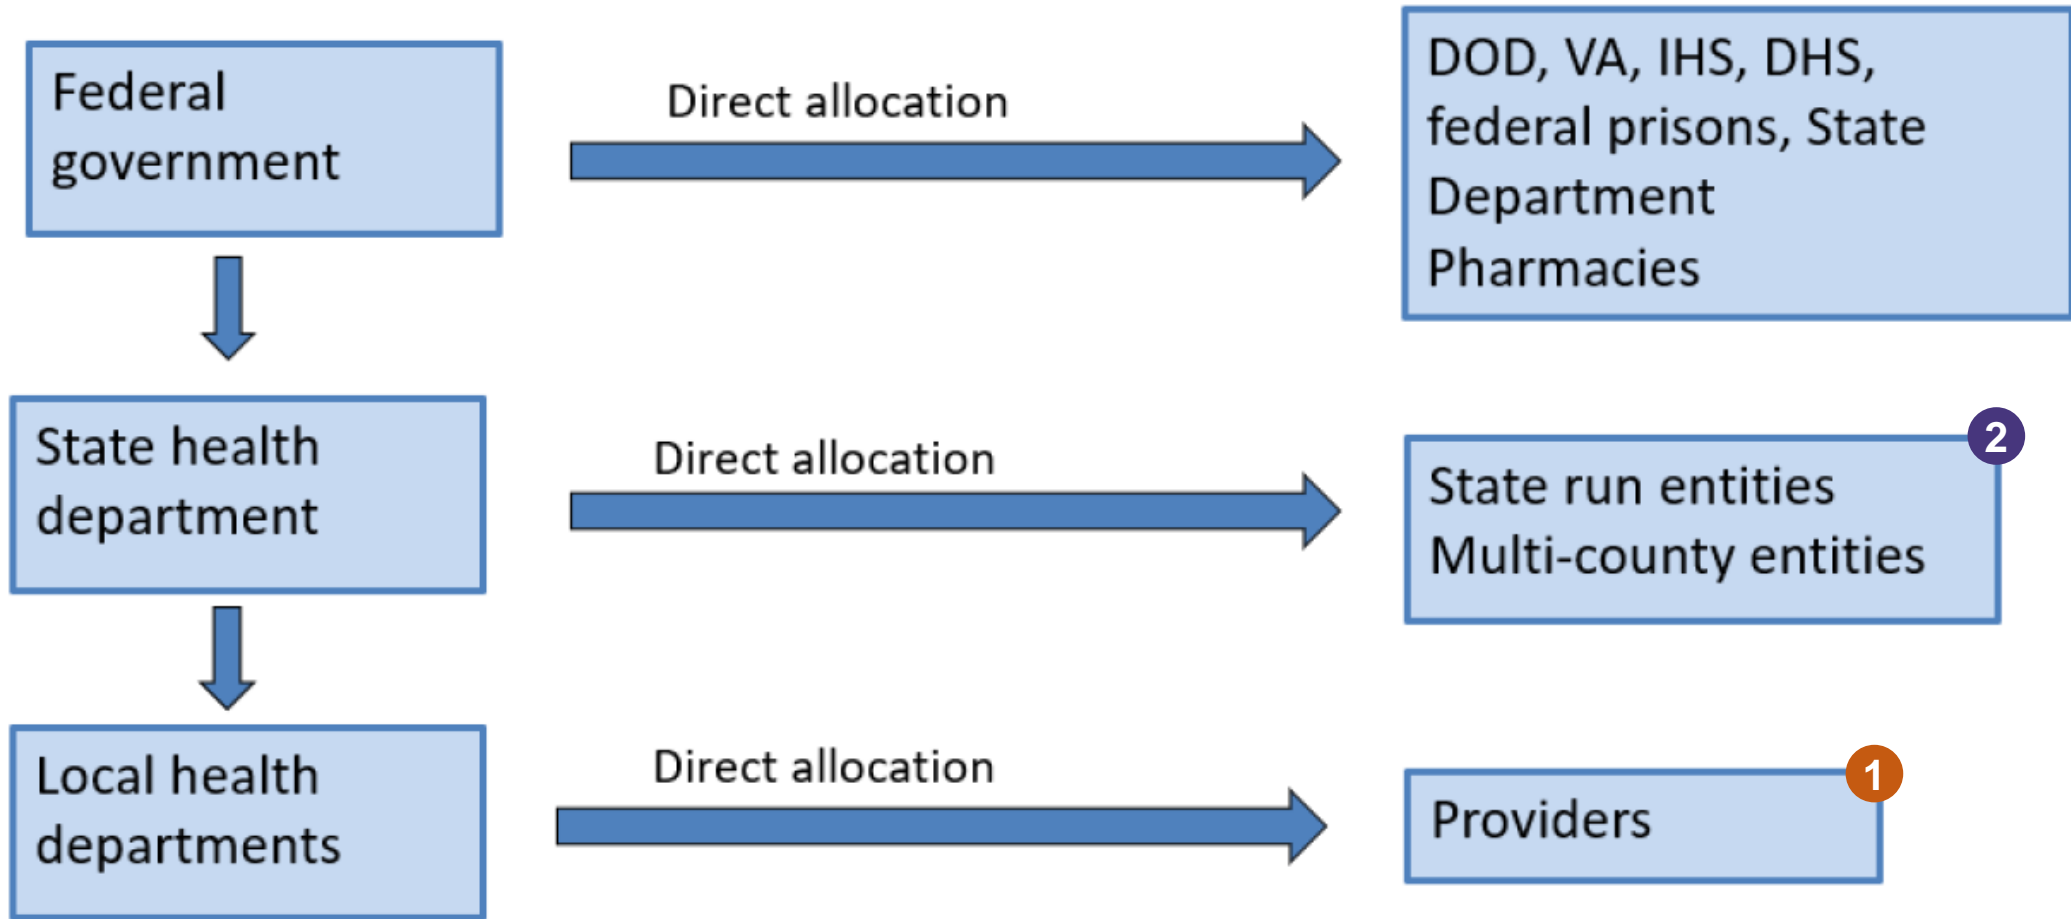 Federal
government
Direct allocation
DOD, VA, IHS, DHS,
federal prisons, State
Department
Pharmacies
State health
department
Direct allocation
2
State run entities
Multi-county entities
Local health
departments
Direct allocation
1
Providers